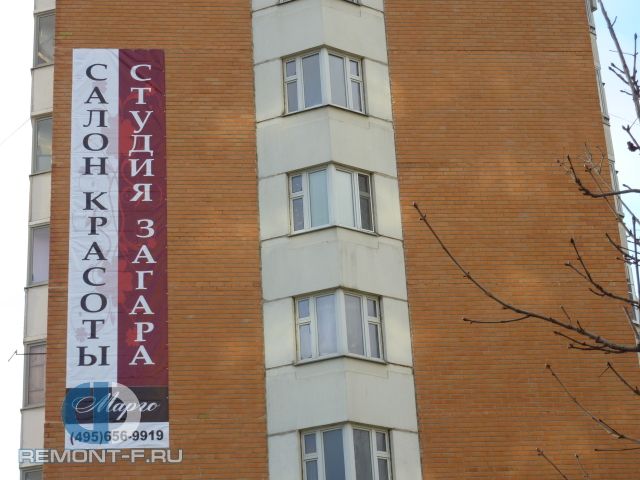 САЛОН КРАСОТЫ
СТУДИЯ ЗАГАРА
Марго
(495)656-9919
REMONT-F.RU